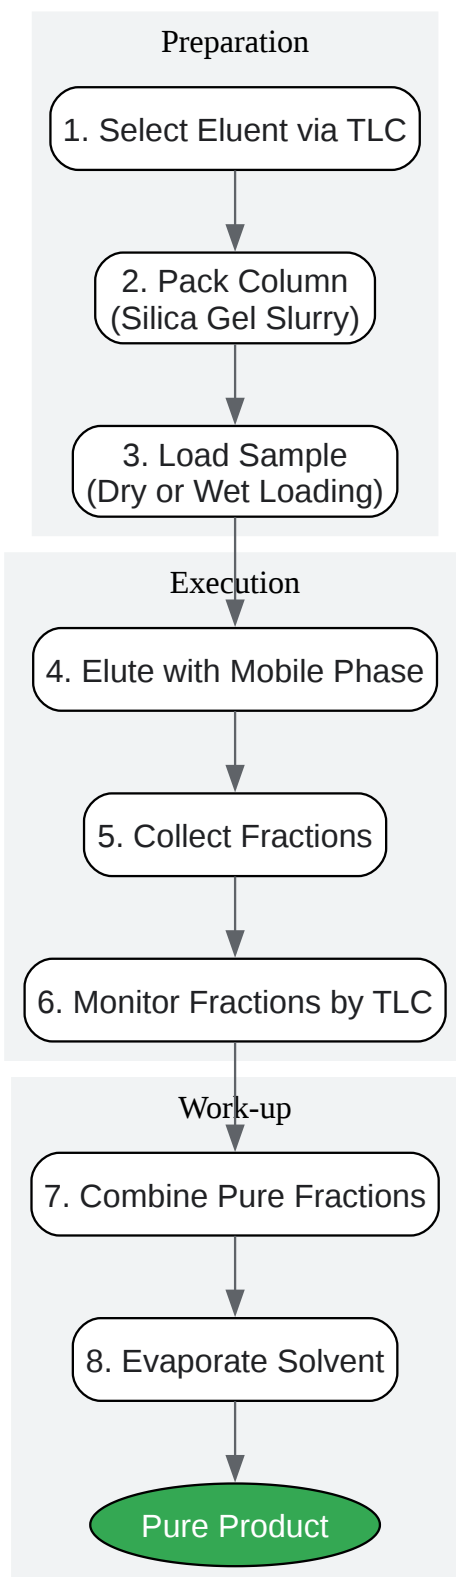 Preparation
1. Select Eluent via TLC
2. Pack Column
(Silica Gel Slurry)
3. Load Sample
(Dry or Wet Loading)
Execution
4. Elute with Mobile Phase
5. Collect Fractions
6. Monitor Fractions by TLC
Work-up
7. Combine Pure Fractions
8. Evaporate Solvent
Pure Product